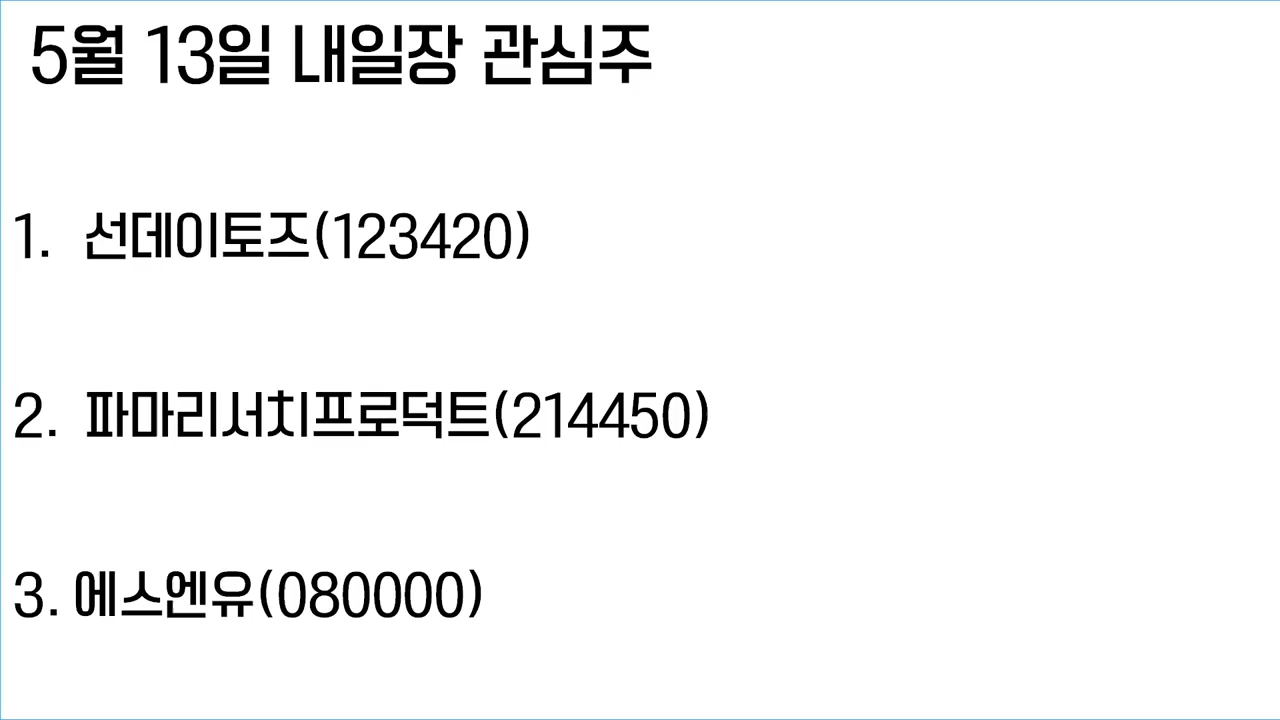 5월 13일 내일장 관심주
1. 선데이토즈(123420)
2. 파마리서치프로덕트(214450)
3. 에스엔유(080000)